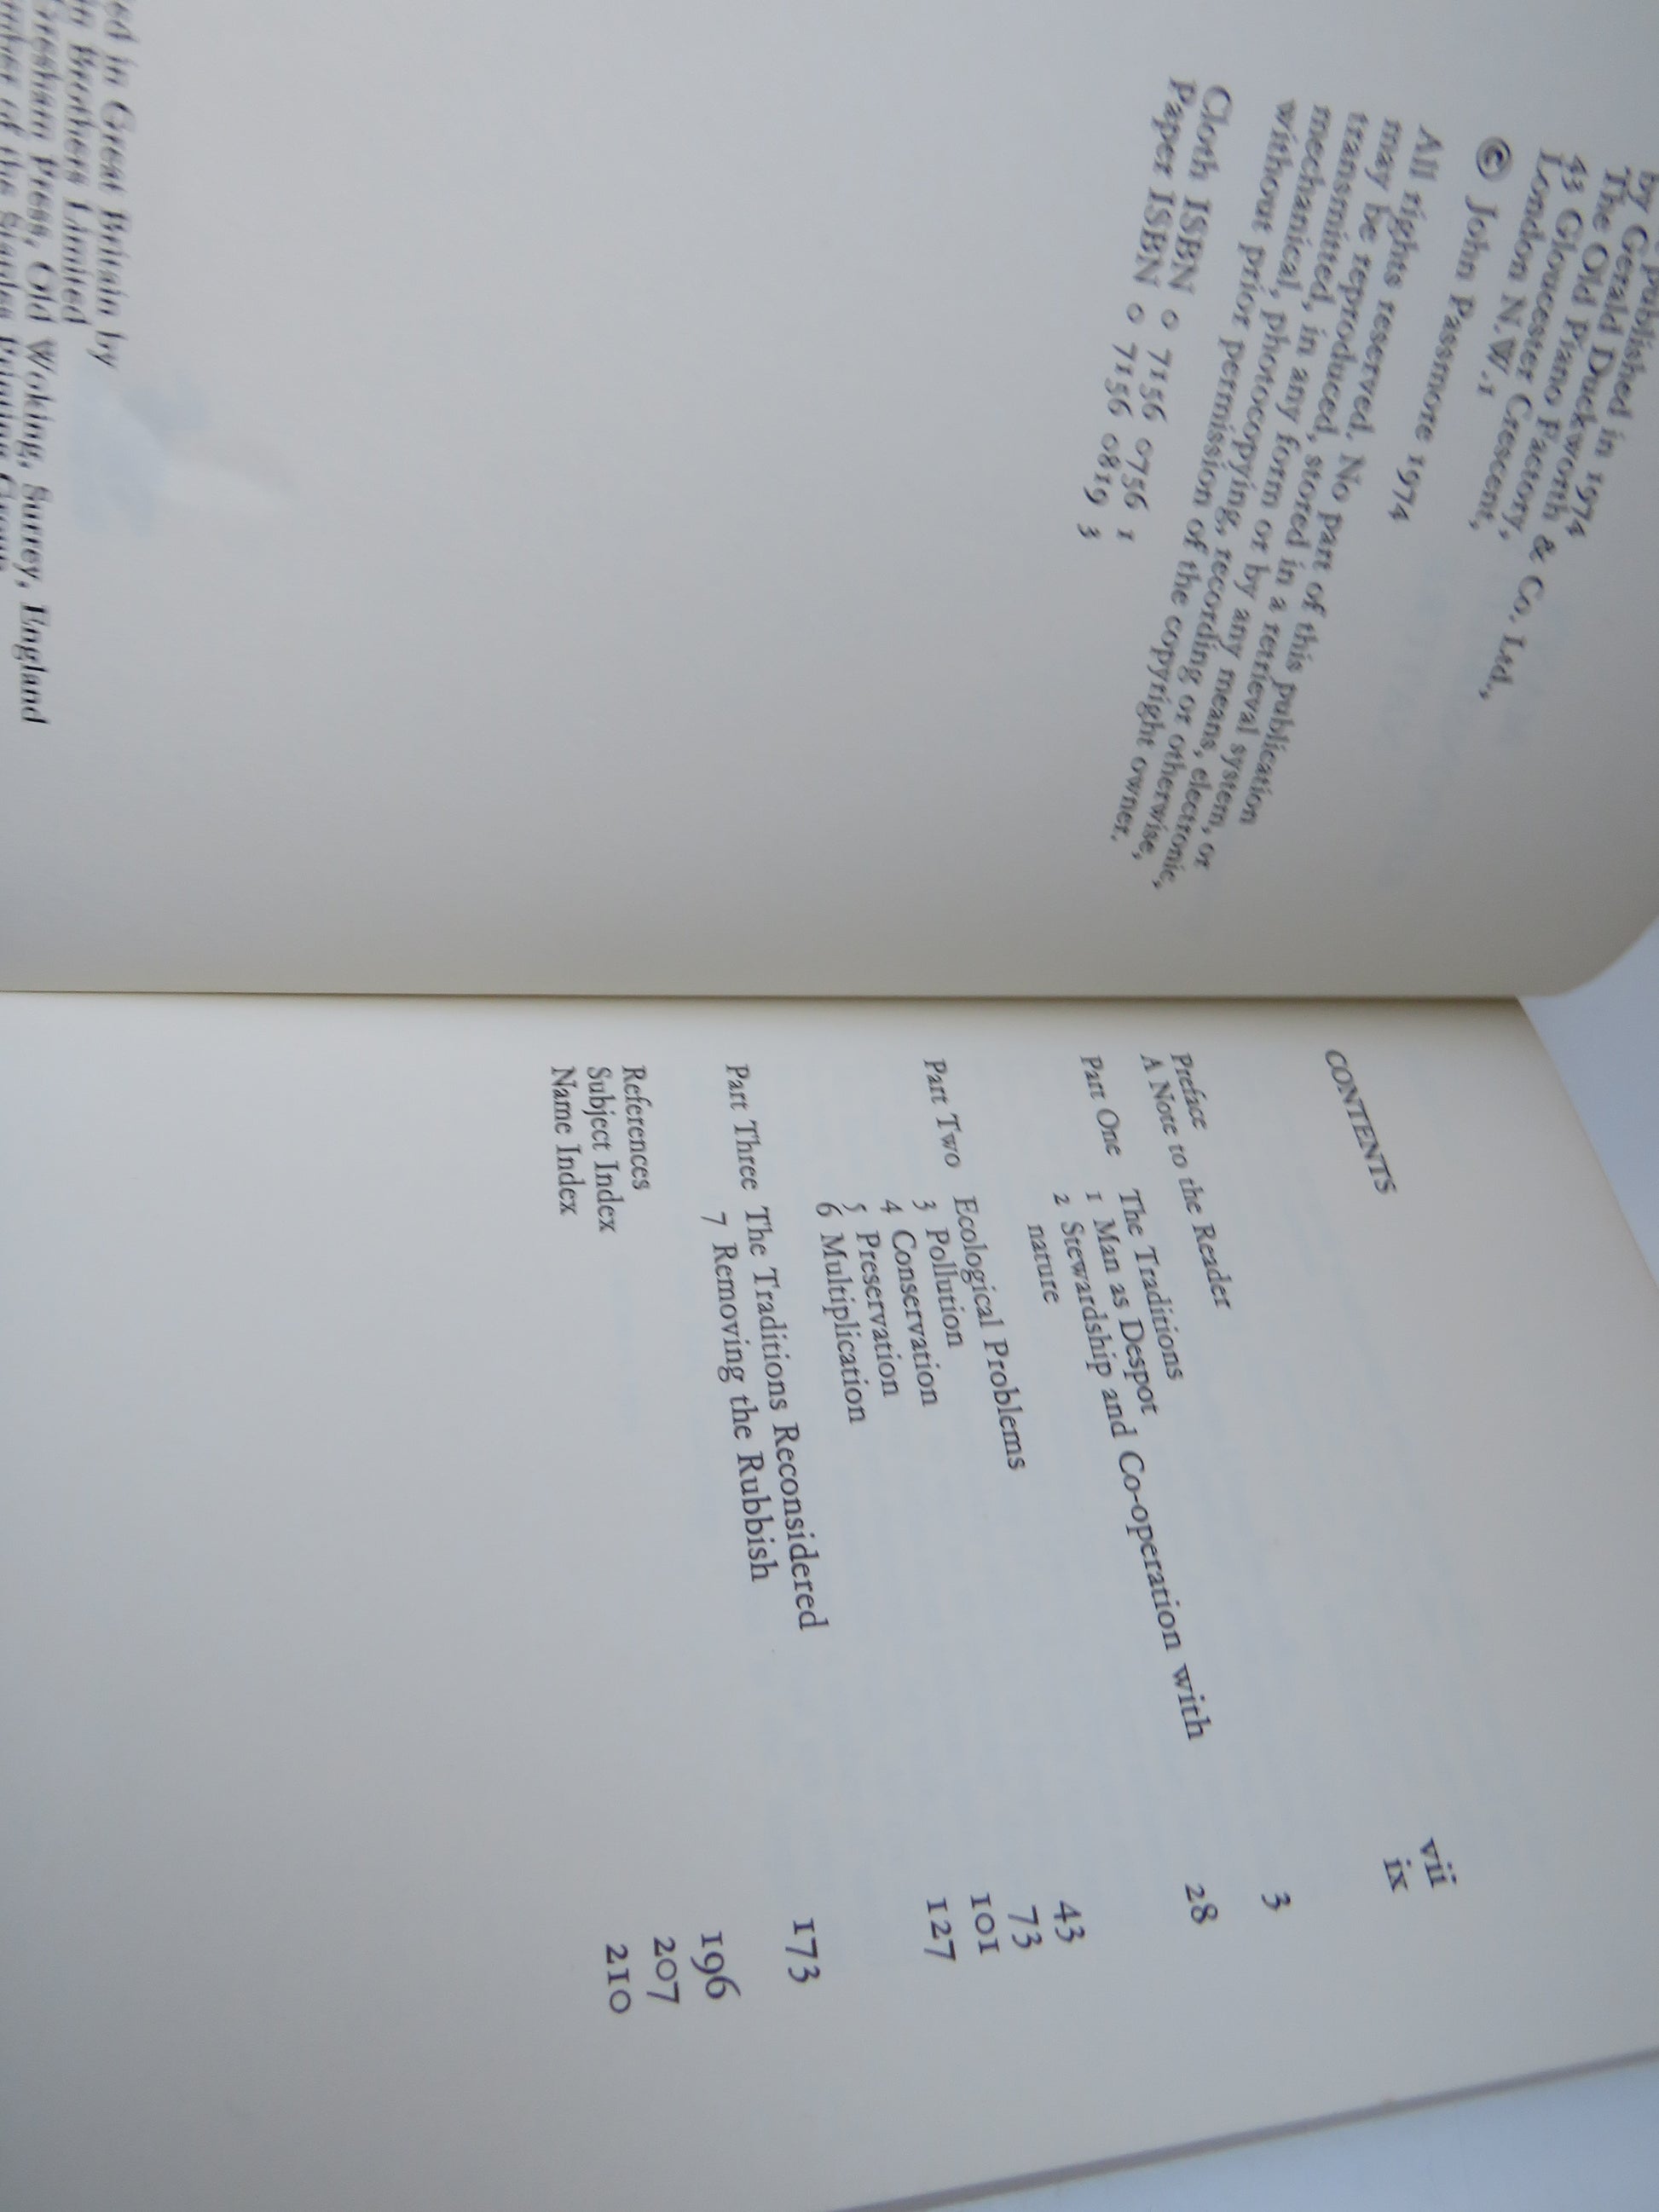 published in 1974
by Gerald Duckworth & Co. Ltd.,
The Old Piano Factory,
43 Gloucester Crescent,
London N.W.1
© John Passmore 1974
All rights reserved. No part of this publication
may be reproduced, stored in a retrieval system, or
transmitted, in any form or by any means, electronic,
mechanical, photocopying, recording or otherwise,
without prior permission of the copyright owner.
Cloth ISBN 0 7156 0756 1
Paper ISBN 0 7156 0819 3
in Great Britain by
Brothers Limited
Gresham Press, Old Woking, Surrey, England
of the Staples Printing Group
CONTENTS
Preface vii
A Note to the Reader ix
Part One The Traditions
1 Man as Despot 3
2 Stewardship and Co-operation with
nature 28
Part Two Ecological Problems
3 Pollution 43
4 Conservation 73
5 Preservation 101
6 Multiplication 127
Part Three The Traditions Reconsidered
7 Removing the Rubbish 173
References 196
Subject Index 207
Name Index 210